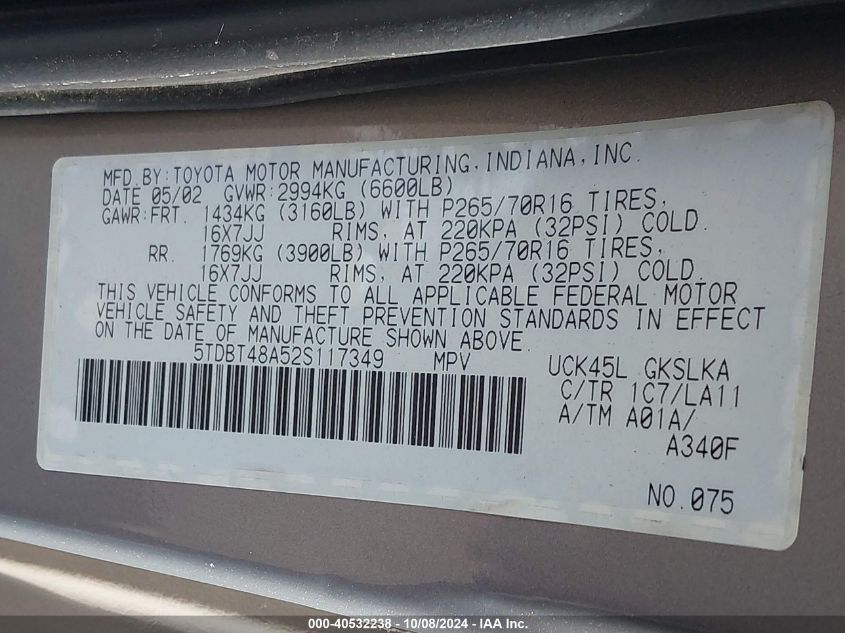 MFD. BY: TOYOTA MOTOR MANUFACTURING, INDIANA, INC.
DATE 05/02 GVWR: 2994KG (6600LB)
GAWR: FRT. 1434KG (3160LB) WITH P265/70R16 TIRES,
16X7JJ RIMS, AT 220KPA (32PSI) COLD.
RR. 1769KG (3900LB) WITH P265/70R16 TIRES,
16X7JJ RIMS, AT 220KPA (32PSI) COLD.
THIS VEHICLE CONFORMS TO ALL APPLICABLE FEDERAL MOTOR
VEHICLE SAFETY AND THEFT PREVENTION STANDARDS IN EFFECT
ON THE DATE OF MANUFACTURE SHOWN ABOVE.
5TDBT48A52S117349 MPV
UCK45L GKSLKA
C/TR 1C7/LA11
A/TM A01A/
A340F
NO. 075
000-40532238 - 10/08/2024 - IAA Inc.